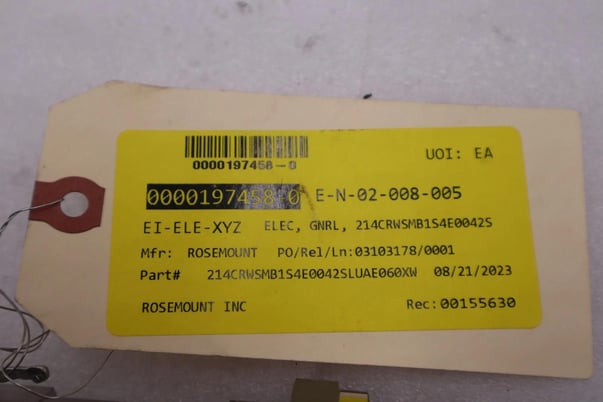 0000197458-0
UOI: EA
0000197458 0 E-N-02-008-005
EI-ELE-XYZ ELEC, GNRL, 214CRWSMB1S4E0042S
Mfr: ROSEMOUNT PO/Rel/Ln:03103178/0001
Part# 214CRWSMB1S4E0042SLUAE060XW 08/21/2023
ROSEMOUNT INC Rec:00155630